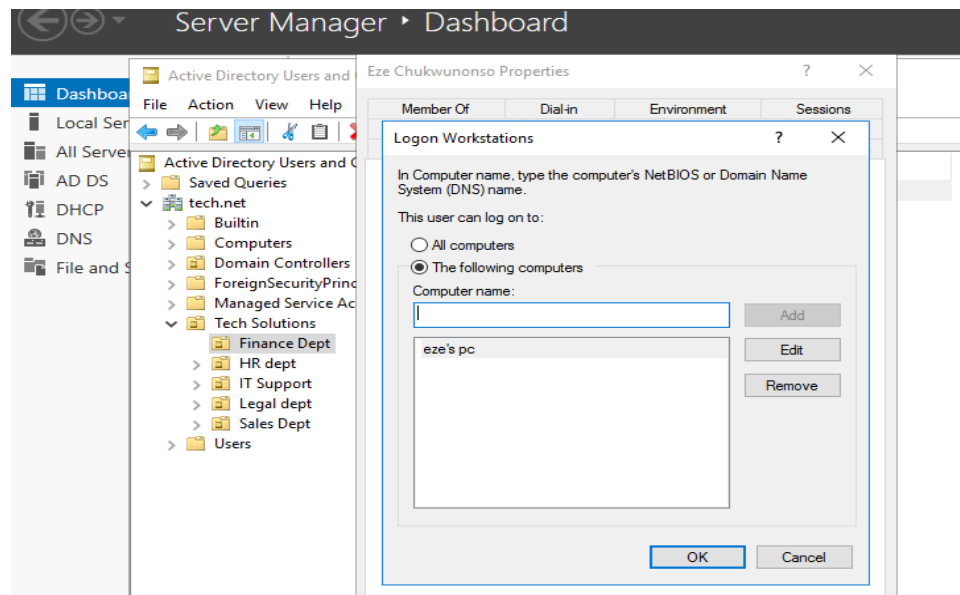 Server Manager ‣ Dashboard
Dashboa
Local Ser
All Server
AD DS
DHCP
DNS
File and S
Active Directory Users and
File Action View Help
Active Directory Users and C
Saved Queries
tech.net
Builtin
Computers
Domain Controllers
ForeignSecurityPrinc
Managed Service Ac
Tech Solutions
Finance Dept
HR dept
IT Support
Legal dept
Sales Dept
Users
Eze Chukwunonso Properties ? ×
Member Of Dial-in Environment Sessions
Logon Workstations ? ×
In Computer name, type the computer's NetBIOS or Domain Name
System (DNS) name.
This user can log on to:
All computers
The following computers
Computer name:
Add
eze's pc
Edit
Remove
OK Cancel